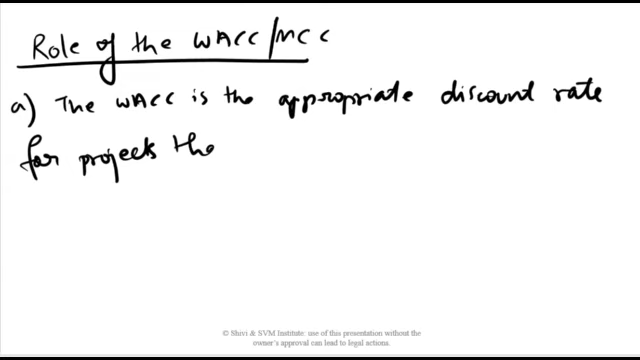 Role of the WACC/MCC
a) The WACC is the appropriate discount rate
for projects the
© Shivi & SVM Institute: use of this presentation without the
owner's approval can lead to legal actions.